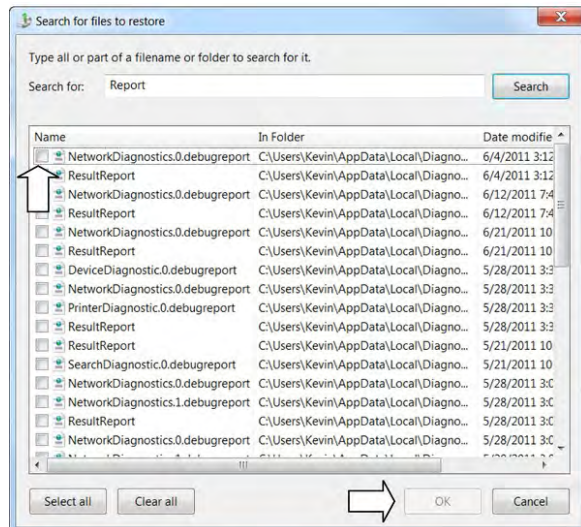 Search for files to restore
Type all or part of a filename or folder to search for it.
Search for: Report Search
Name In Folder Date modifie
NetworkDiagnostics.0.debugreport C:\Users\Kevin\AppData\Local\Diagno... 6/4/2011 3:12
ResultReport C:\Users\Kevin\AppData\Local\Diagno... 6/4/2011 3:12
NetworkDiagnostics.0.debugreport C:\Users\Kevin\AppData\Local\Diagno... 6/12/2011 7:4
ResultReport C:\Users\Kevin\AppData\Local\Diagno... 6/12/2011 7:4
NetworkDiagnostics.0.debugreport C:\Users\Kevin\AppData\Local\Diagno... 6/21/2011 10
ResultReport C:\Users\Kevin\AppData\Local\Diagno... 6/21/2011 10
DeviceDiagnostic.0.debugreport C:\Users\Kevin\AppData\Local\Diagno... 5/28/2011 3:3
NetworkDiagnostics.0.debugreport C:\Users\Kevin\AppData\Local\Diagno... 5/28/2011 3:3
PrinterDiagnostic.0.debugreport C:\Users\Kevin\AppData\Local\Diagno... 5/28/2011 3:3
ResultReport C:\Users\Kevin\AppData\Local\Diagno... 5/28/2011 3:3
ResultReport C:\Users\Kevin\AppData\Local\Diagno... 5/21/2011 10
SearchDiagnostic.0.debugreport C:\Users\Kevin\AppData\Local\Diagno... 5/21/2011 10
NetworkDiagnostics.0.debugreport C:\Users\Kevin\AppData\Local\Diagno... 5/28/2011 3:0
NetworkDiagnostics.1.debugreport C:\Users\Kevin\AppData\Local\Diagno... 5/28/2011 3:0
ResultReport C:\Users\Kevin\AppData\Local\Diagno... 5/28/2011 3:0
NetworkDiagnostics.0.debugreport C:\Users\Kevin\AppData\Local\Diagno... 5/28/2011 3:0
Select all Clear all OK Cancel